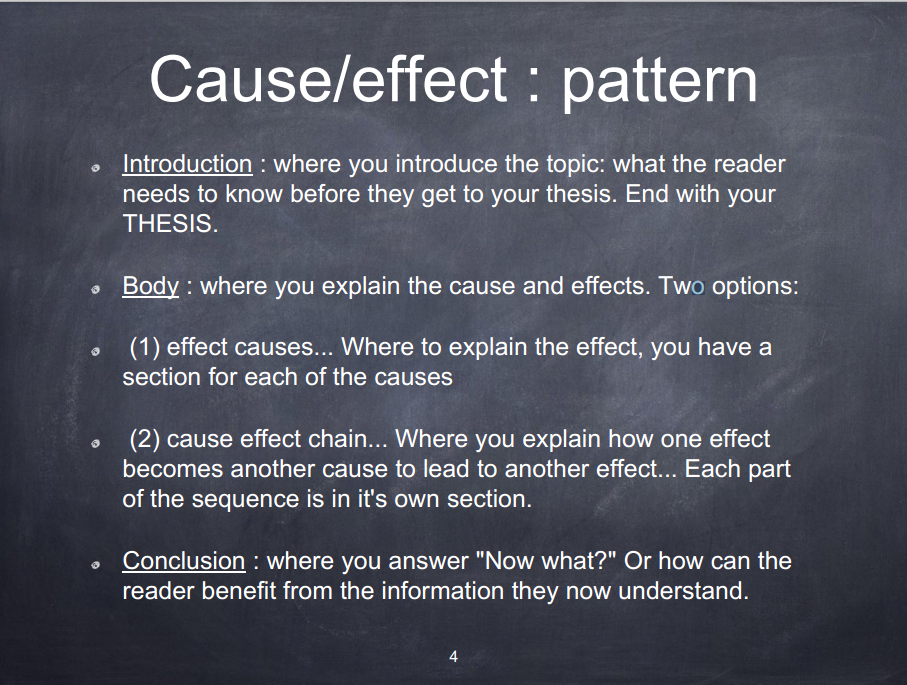 Cause/effect : pattern
Introduction : where you introduce the topic: what the reader
needs to know before they get to your thesis. End with your
THESIS.
Body : where you explain the cause and effects. Two options:
(1) effect causes... Where to explain the effect, you have a
section for each of the causes
(2) cause effect chain... Where you explain how one effect
becomes another cause to lead to another effect... Each part
of the sequence is in it's own section.
Conclusion : where you answer "Now what?" Or how can the
reader benefit from the information they now understand.
4